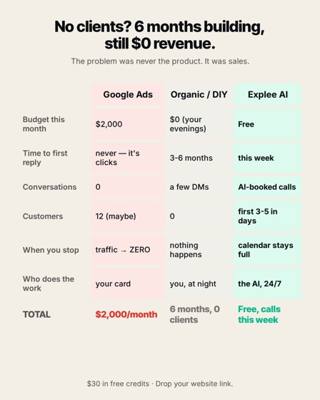 No clients? 6 months building,
still $0 revenue.
The problem was never the product. It was sales.
Google Ads Organic / DIY Explee AI
Budget this month $2,000 $0 (your evenings) Free
Time to first reply never — it's clicks 3-6 months this week
Conversations 0 a few DMs AI-booked calls
Customers 12 (maybe) 0 first 3-5 in days
When you stop traffic → ZERO nothing happens calendar stays full
Who does the work your card you, at night the AI, 24/7
TOTAL $2,000/month 6 months, 0 clients Free, calls this week
$30 in free credits · Drop your website link.